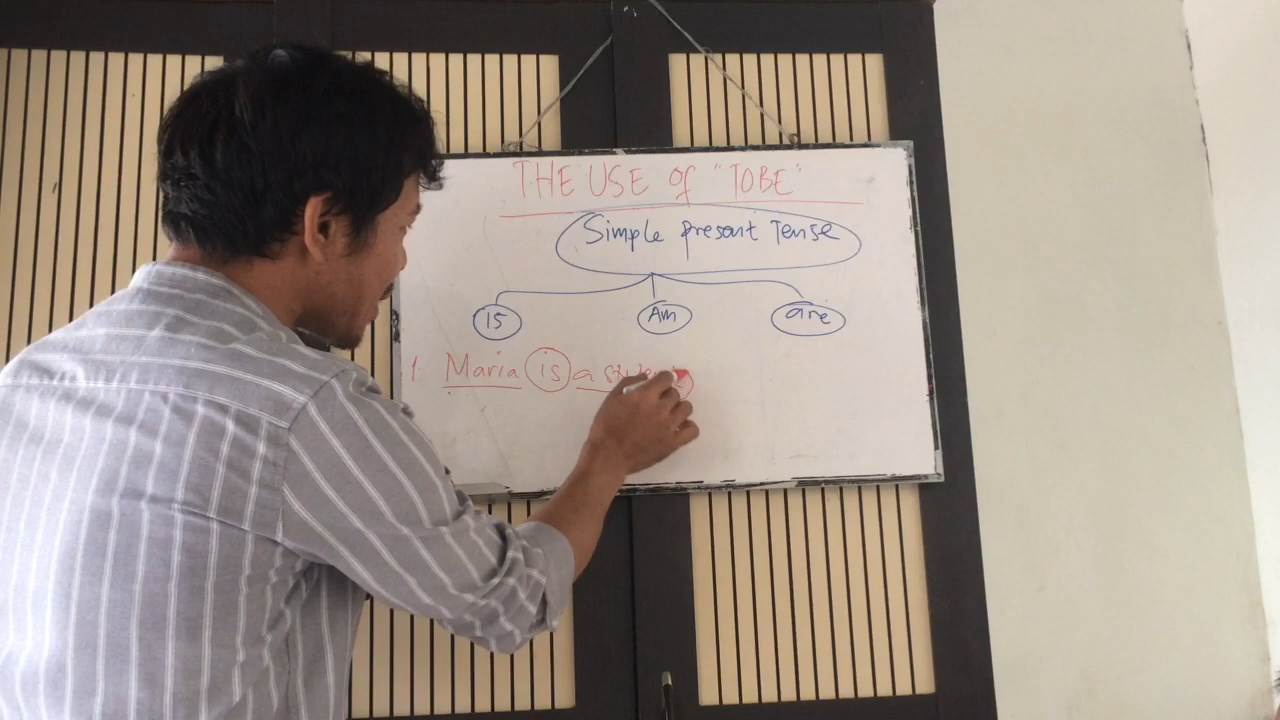 THE USE of "TOBE"
Simple present Tense
is Am are
1. Maria is a